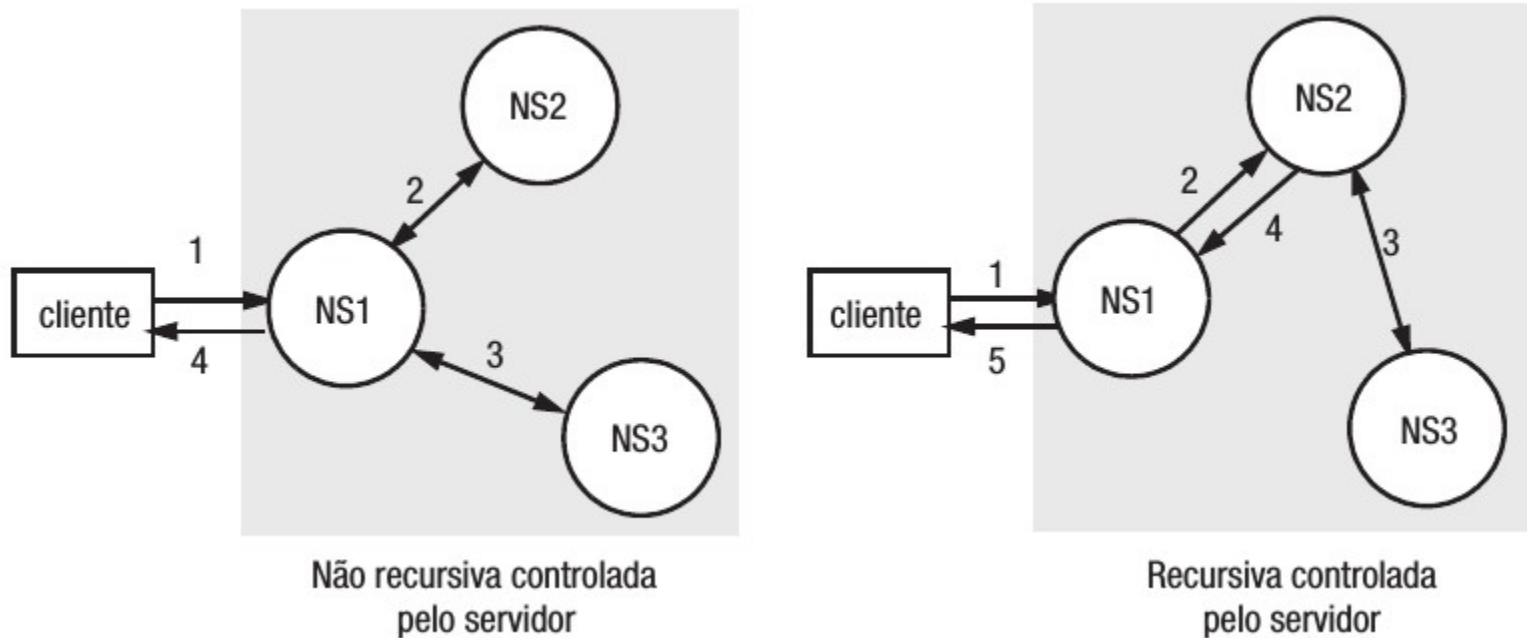 NS2
2
1
cliente
NS1
4
3
NS3
Não recursiva controlada
pelo servidor
NS2
2
4
3
1
cliente
NS1
5
NS3
Recursiva controlada
pelo servidor